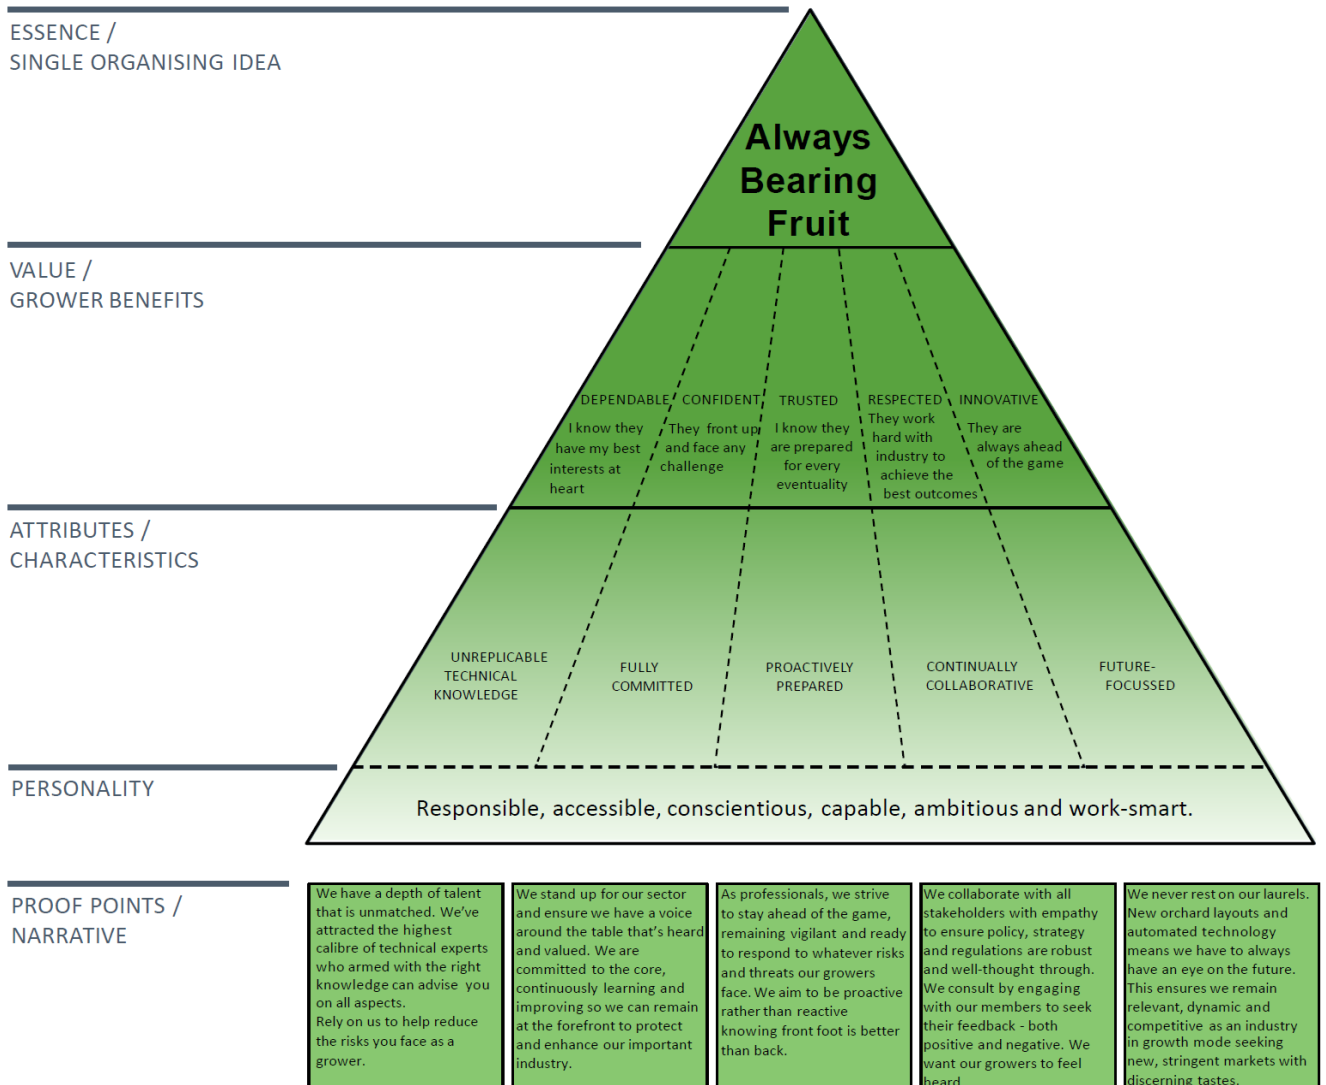 ESSENCE /
SINGLE ORGANISING IDEA
Always
Bearing
Fruit
VALUE /
GROWER BENEFITS
DEPENDABLE
I know they
have my best
interests at
heart
CONFIDENT
They front up
and face any
challenge
TRUSTED
I know they
are prepared
for every
eventuality
RESPECTED
They work
hard with
industry to
achieve the
best outcomes
INNOVATIVE
They are
always ahead
of the game
ATTRIBUTES /
CHARACTERISTICS
UNREPLICABLE
TECHNICAL
KNOWLEDGE
FULLY
COMMITTED
PROACTIVELY
PREPARED
CONTINUALLY
COLLABORATIVE
FUTURE-
FOCUSSED
PERSONALITY
Responsible, accessible, conscientious, capable, ambitious and work-smart.
PROOF POINTS /
NARRATIVE
We have a depth of talent
that is unmatched. We've
attracted the highest
calibre of technical experts
who armed with the right
knowledge can advise you
on all aspects.
Rely on us to help reduce
the risks you face as a
grower.
We stand up for our sector
and ensure we have a voice
around the table that's heard
and valued. We are
committed to the core,
continuously learning and
improving so we can remain
at the forefront to protect
and enhance our important
industry.
As professionals, we strive
to stay ahead of the game,
remaining vigilant and ready
to respond to whatever risks
and threats our growers
face. We aim to be proactive
rather than reactive
knowing front foot is better
than back.
We collaborate with all
stakeholders with empathy
to ensure policy, strategy
and regulations are robust
and well-thought through.
We consult by engaging
with our members to seek
their feedback - both
positive and negative. We
want our growers to feel
heard
We never rest on our laurels.
New orchard layouts and
automated technology
means we have to always
have an eye on the future.
This ensures we remain
relevant, dynamic and
competitive as an industry
in growth mode seeking
new, stringent markets with
discerning tastes.